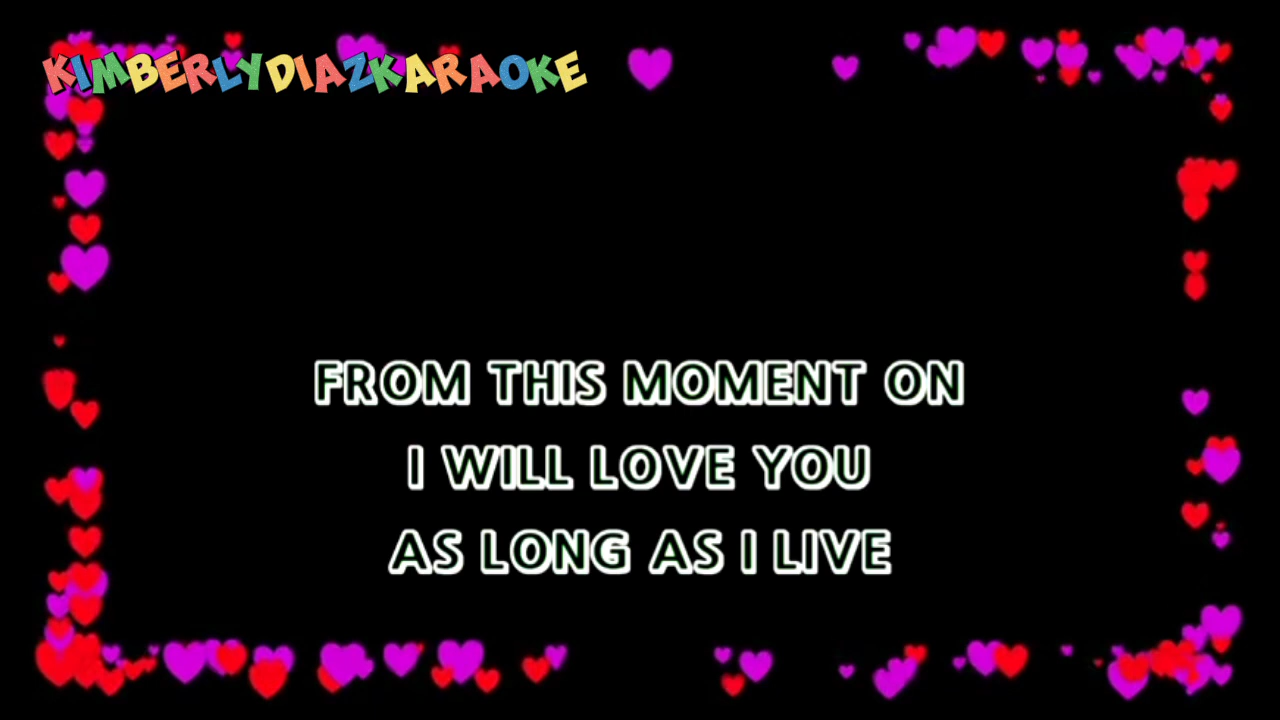 KIMBERLYDIAZKARAOKE
FROM THIS MOMENT ON
I WILL LOVE YOU
AS LONG AS I LIVE